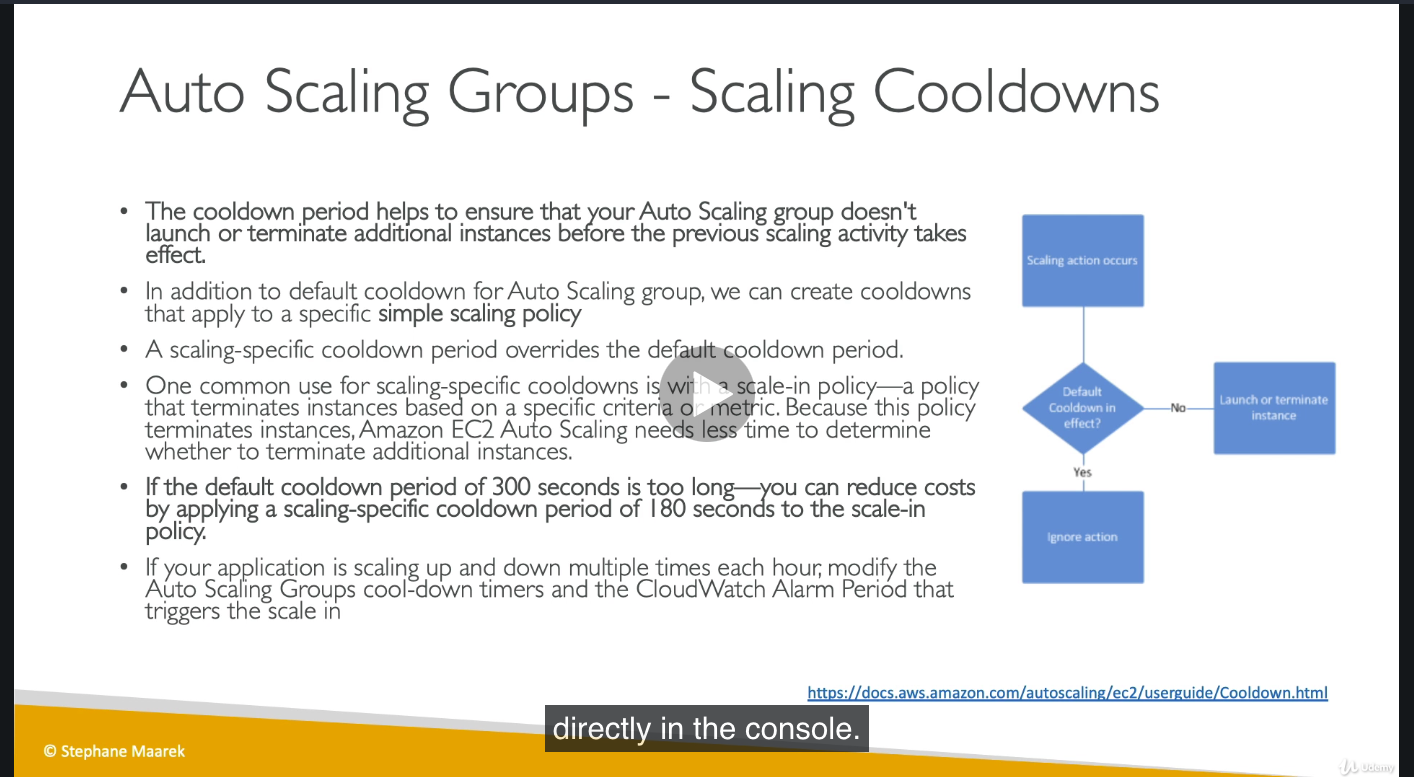 Auto Scaling Groups - Scaling Cooldowns
• The cooldown period helps to ensure that your Auto Scaling group doesn't
launch or terminate additional instances before the previous scaling activity takes
effect.
• In addition to default cooldown for Auto Scaling group, we can create cooldowns
that apply to a specific simple scaling policy
• A scaling-specific cooldown period overrides the default cooldown period.
• One common use for scaling-specific cooldowns is with a scale-in policy—a policy
that terminates instances based on a specific criteria or metric. Because this policy
terminates instances, Amazon EC2 Auto Scaling needs less time to determine
whether to terminate additional instances.
• If the default cooldown period of 300 seconds is too long—you can reduce costs
by applying a scaling-specific cooldown period of 180 seconds to the scale-in
policy.
• If your application is scaling up and down multiple times each hour, modify the
Auto Scaling Groups cool-down timers and the CloudWatch Alarm Period that
triggers the scale in
Scaling action occurs
Default
Cooldown in
effect?
No
Launch or terminate
instance
Yes
Ignore action
https://docs.aws.amazon.com/autoscaling/ec2/userguide/Cooldown.html
directly in the console.
© Stephane Maarek
Udemy